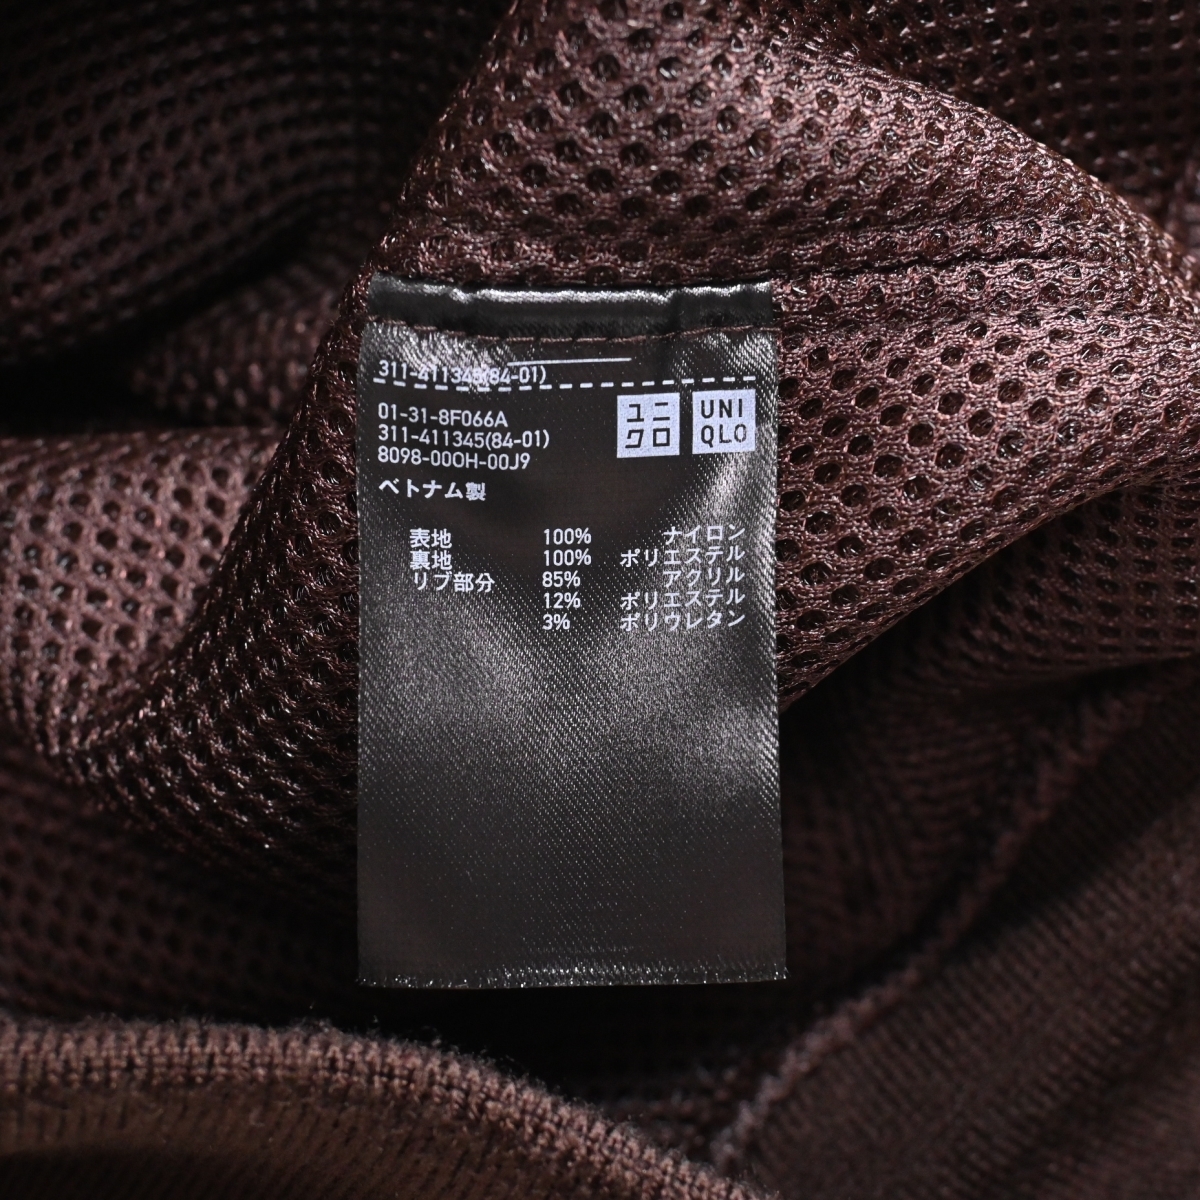 311-411345(84-01)
01-31-8F066A
311-411345(84-01)
8098-00OH-00J9
ユニ
クロ
UNI
QLO
ベトナム製
表地 100% ナイロン
裏地 100% ポリエステル
リブ部分 85% アクリル
12% ポリエステル
3% ポリウレタン